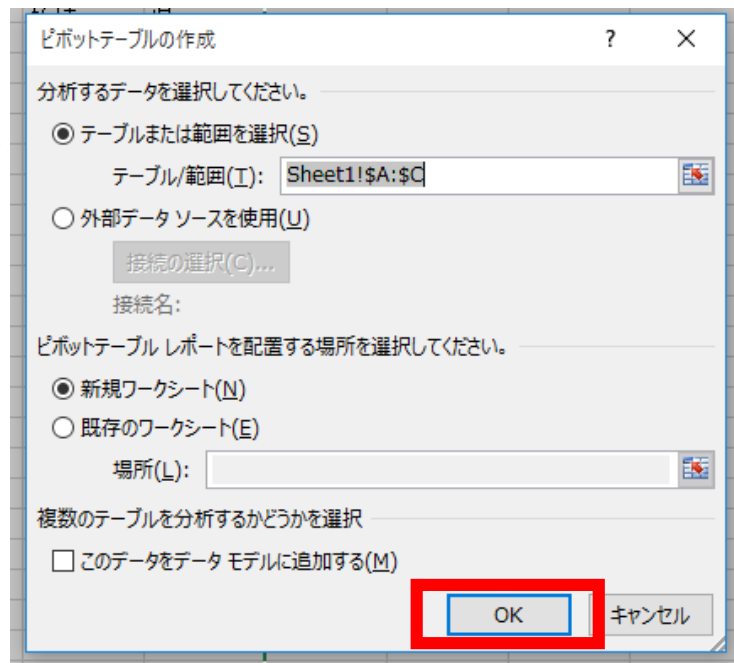 ピボットテーブルの作成 ?
分析するデータを選択してください。
テーブルまたは範囲を選択(S)
テーブル/範囲(T): Sheet1!$A:$C
外部データ ソースを使用(U)
接続の選択(C)...
接続名:
ピボットテーブル レポートを配置する場所を選択してください。
新規ワークシート(N)
既存のワークシート(E)
場所(L):
複数のテーブルを分析するかどうかを選択
このデータをデータ モデルに追加する(M)
OK キャンセル